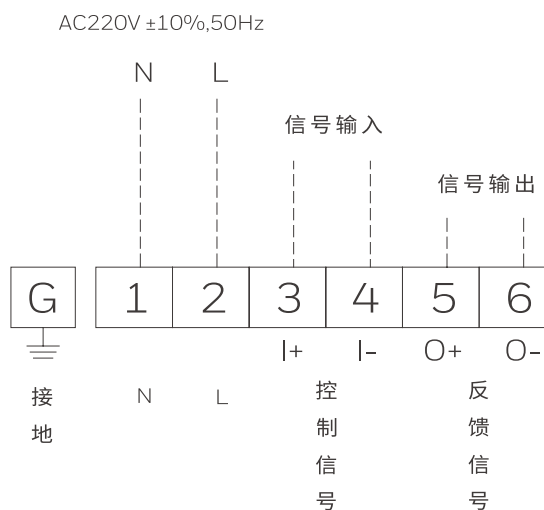 AC220V ±10%,50Hz
N L
信号输入
信号输出
G 1 2 3 4 5 6
I+ I- O+ O-
接地 N L 控制信号 反馈信号